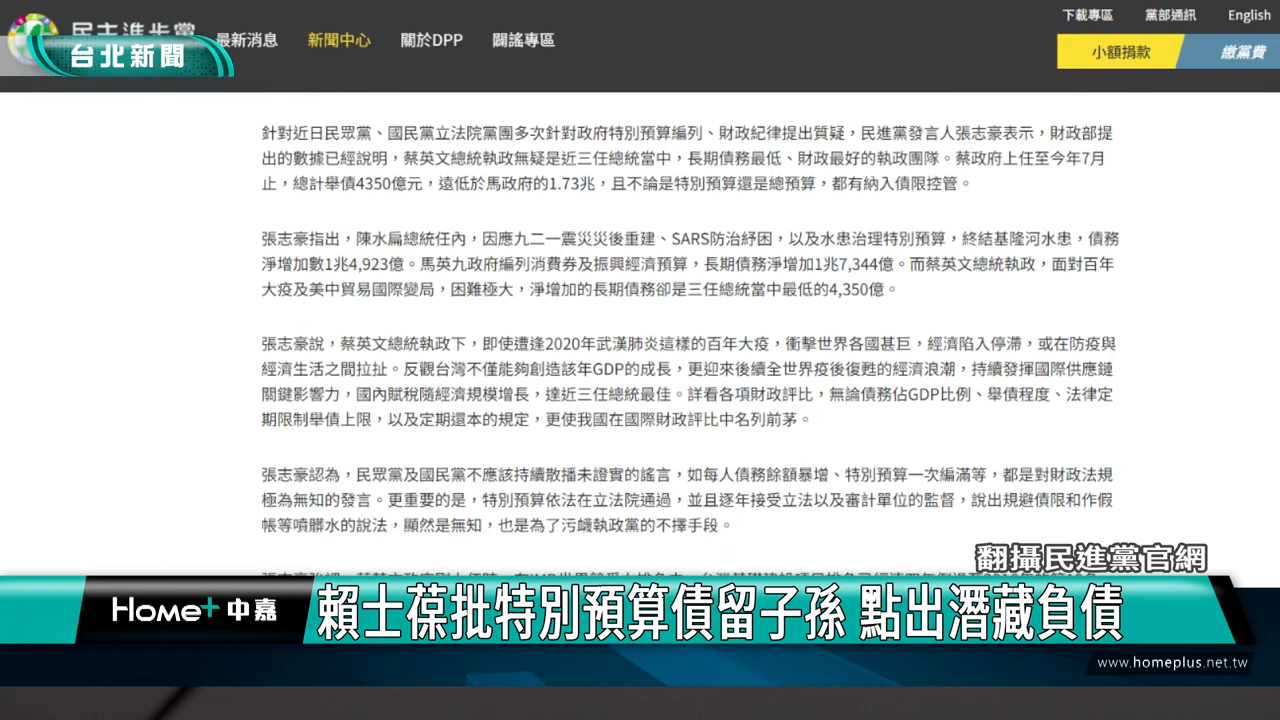 下載專區 黨部通訊 English
民主進步黨
台北新聞
最新消息 新聞中心 關於DPP 闢謠專區
小額捐款 繳黨費
針對近日民眾黨、國民黨立法院黨團多次針對政府特別預算編列、財政紀律提出質疑，民進黨發言人張志豪表示，財政部提
出的數據已經說明，蔡英文總統執政無疑是近三任總統當中，長期債務最低、財政最好的執政團隊。蔡政府上任至今年7月
止，總計舉債4350億元，遠低於馬政府的1.73兆，且不論是特別預算還是總預算，都有納入債限控管。
張志豪指出，陳水扁總統任內，因應九二一震災災後重建、SARS防治紓困，以及水患治理特別預算，終結基隆河水患，債務
淨增加數1兆4,923億。馬英九政府編列消費券及振興經濟預算，長期債務淨增加1兆7,344億。而蔡英文總統執政，面對百年
大疫及美中貿易國際變局，困難極大，淨增加的長期債務卻是三任總統當中最低的4,350億。
張志豪說，蔡英文總統執政下，即使遭逢2020年武漢肺炎這樣的百年大疫，衝擊世界各國甚巨，經濟陷入停滯，或在防疫與
經濟生活之間拉扯。反觀台灣不僅能夠創造該年GDP的成長，更迎來後續全世界疫後復甦的經濟浪潮，持續發揮國際供應鏈
關鍵影響力，國內賦稅隨經濟規模增長，達近三任總統最佳。詳看各項財政評比，無論債務佔GDP比例、舉債程度、法律定
期限制舉債上限，以及定期還本的規定，更使我國在國際財政評比中名列前茅。
張志豪認為，民眾黨及國民黨不應該持續散播未證實的謠言，如每人債務餘額暴增、特別預算一次編滿等，都是對財政法規
極為無知的發言。更重要的是，特別預算依法在立法院通過，並且逐年接受立法以及審計單位的監督，說出規避債限和作假
帳等噴髒水的說法，顯然是無知，也是為了污衊執政黨的不擇手段。
翻攝民進黨官網
Home+ 中嘉
賴士葆批特別預算債留子孫 點出潛藏負債
www.homeplus.net.tw